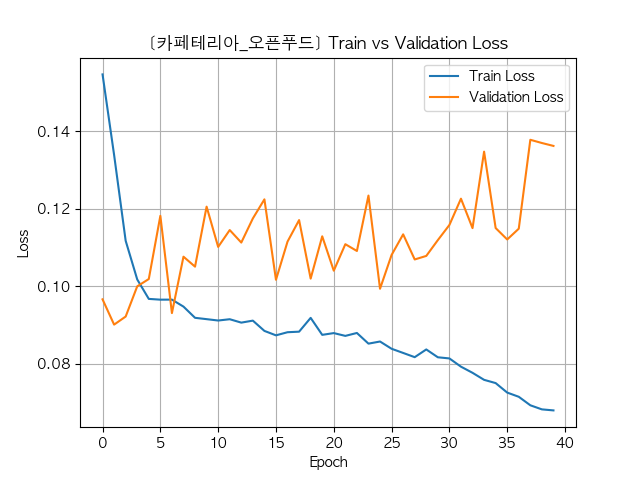 [카페테리아_오픈푸드] Train vs Validation Loss
Train Loss
Validation Loss
Loss
0.14
0.12
0.10
0.08
0 5 10 15 20 25 30 35 40
Epoch